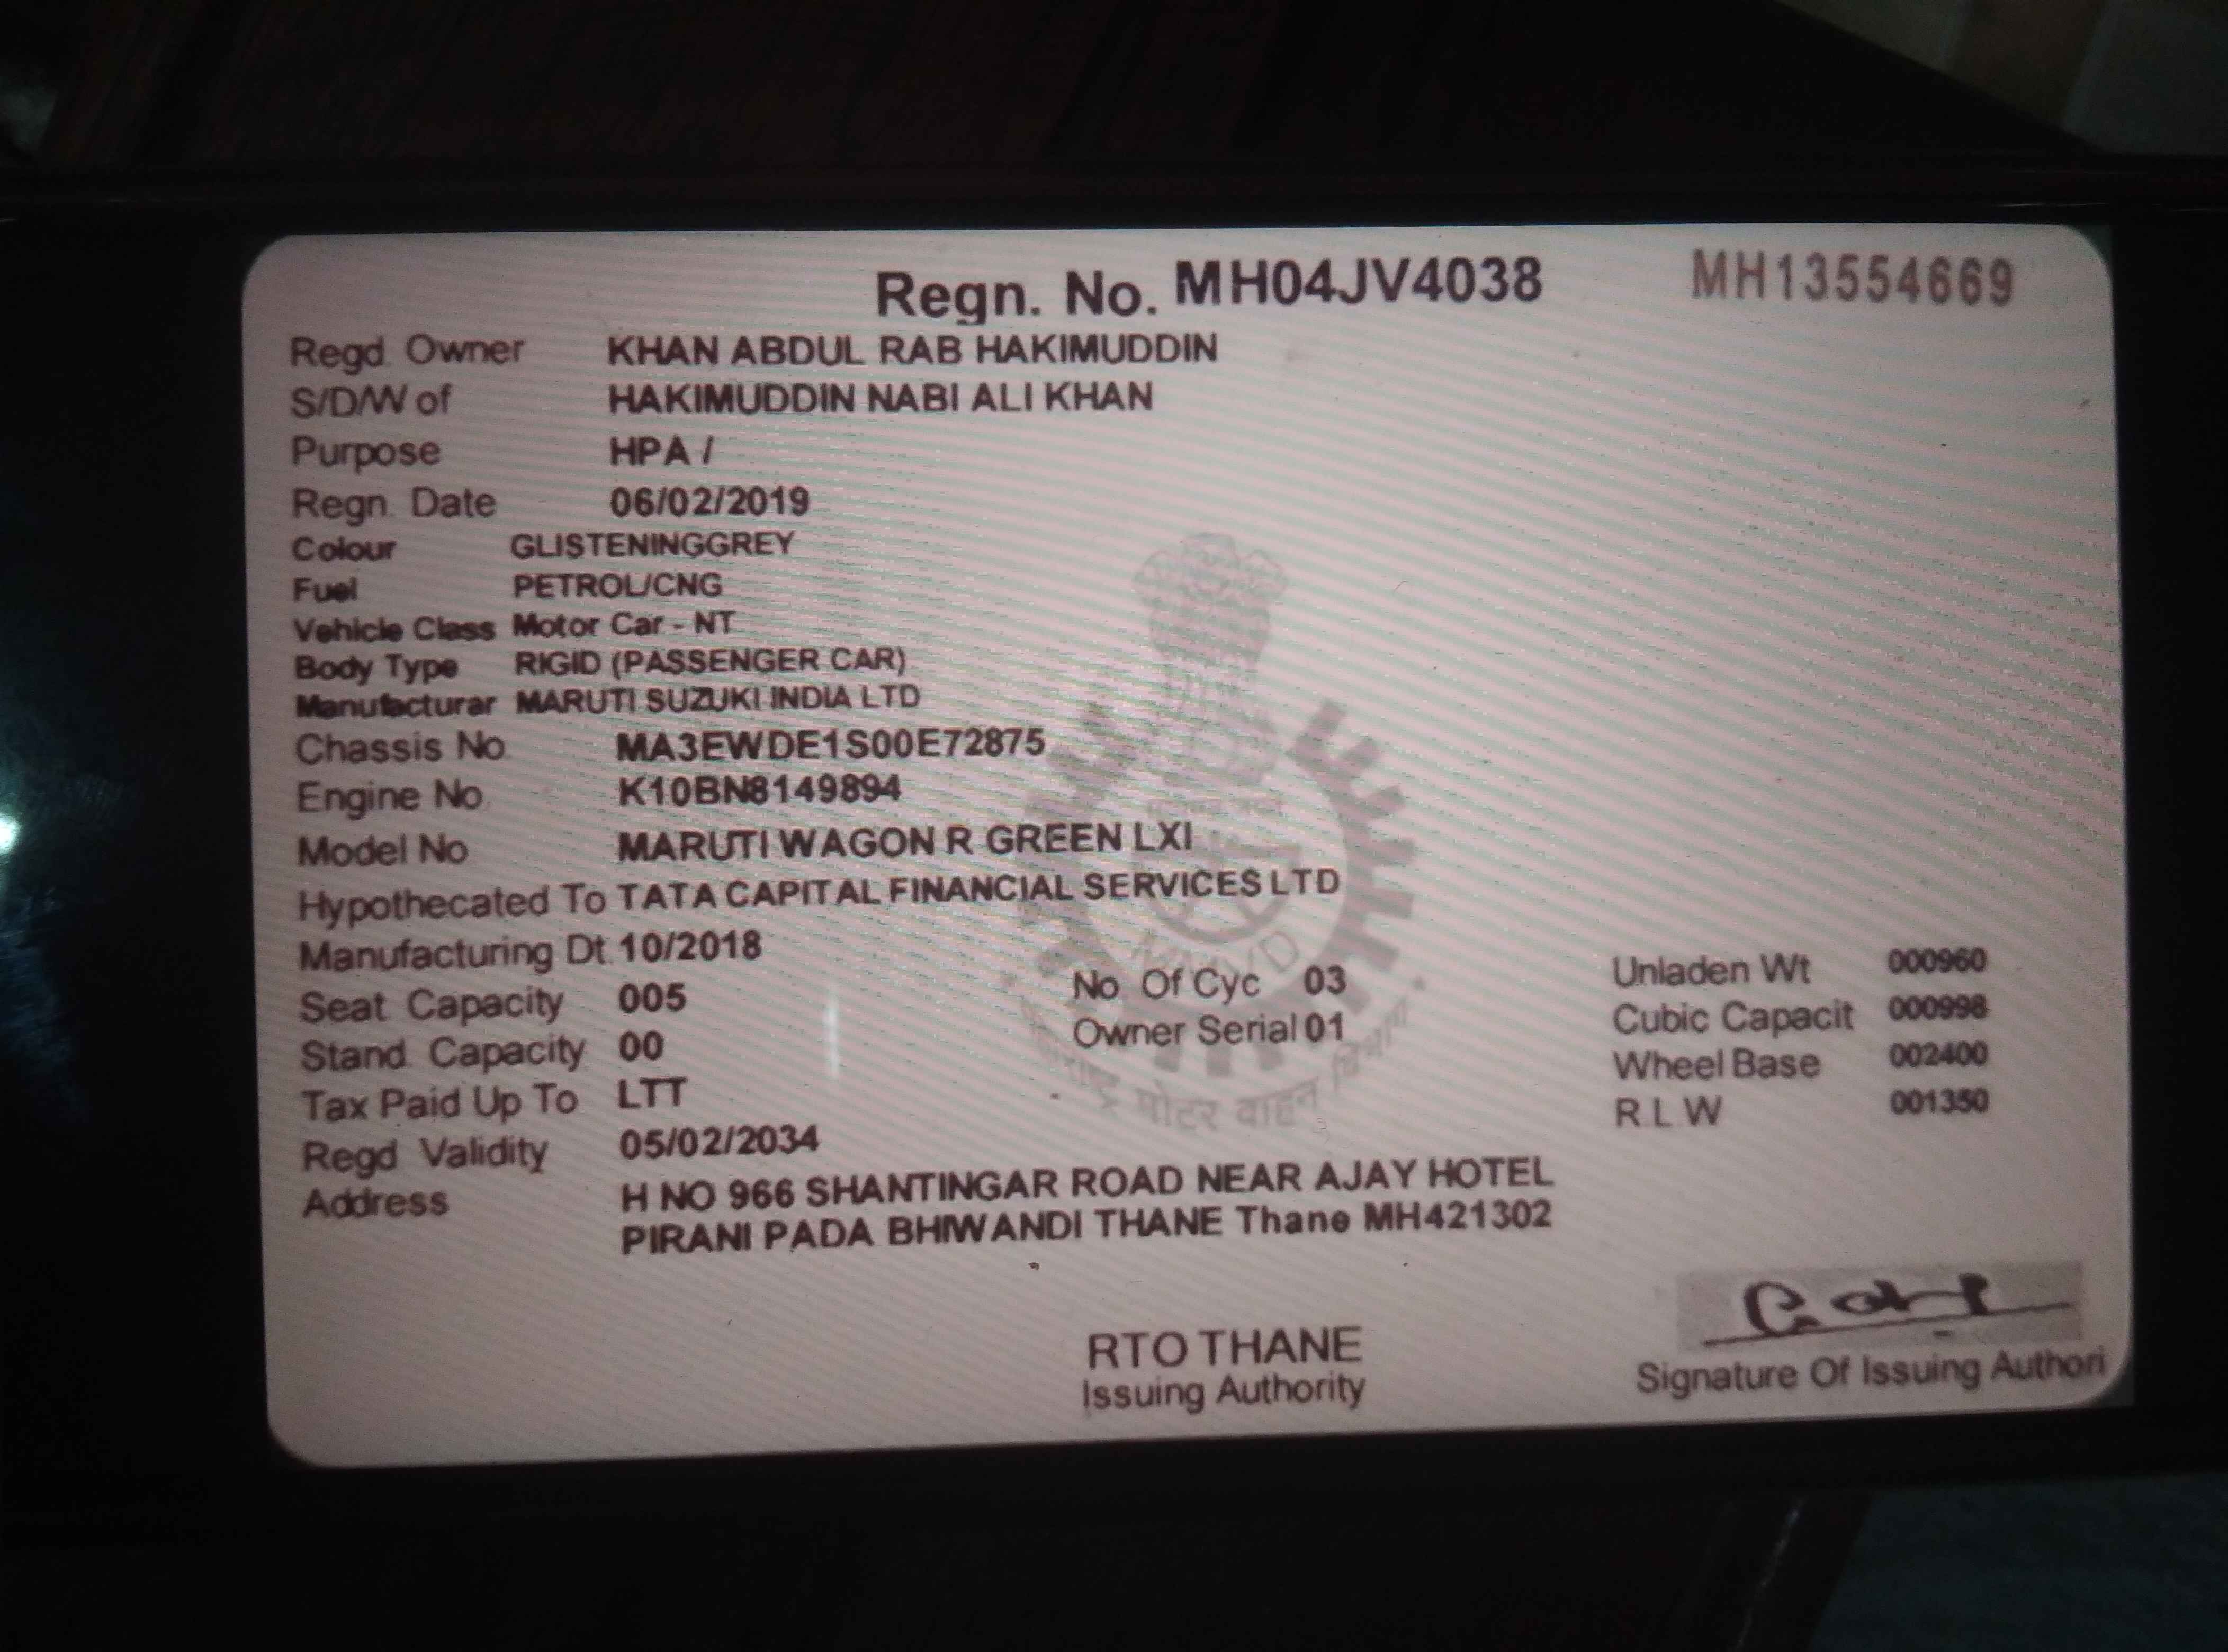 Regn. No. MH04JV4038 MH13554669
Regd. Owner KHAN ABDUL RAB HAKIMUDDIN
S/D/W of HAKIMUDDIN NABI ALI KHAN
Purpose HPA /
Regn. Date 06/02/2019
Colour GLISTENINGGREY
Fuel PETROL/CNG
Vehicle Class Motor Car - NT
Body Type RIGID (PASSENGER CAR)
Manufacturar MARUTI SUZUKI INDIA LTD
Chassis No. MA3EWDE1S00E72875
Engine No K10BN8149894
Model No MARUTI WAGON R GREEN LXI
Hypothecated To TATA CAPITAL FINANCIAL SERVICES LTD
Manufacturing Dt. 10/2018
Seat Capacity 005 No. Of Cyc 03 Unladen Wt 000960
Stand. Capacity 00 Owner Serial 01 Cubic Capacit 000998
Tax Paid Up To LTT Wheel Base 002400
Regd. Validity 05/02/2034 R L W 001350
Address H NO 966 SHANTINGAR ROAD NEAR AJAY HOTEL
PIRANI PADA BHIWANDI THANE Thane MH421302
MMVD
मोटर वाहन
RTO THANE
Issuing Authority
Signature Of Issuing Authori